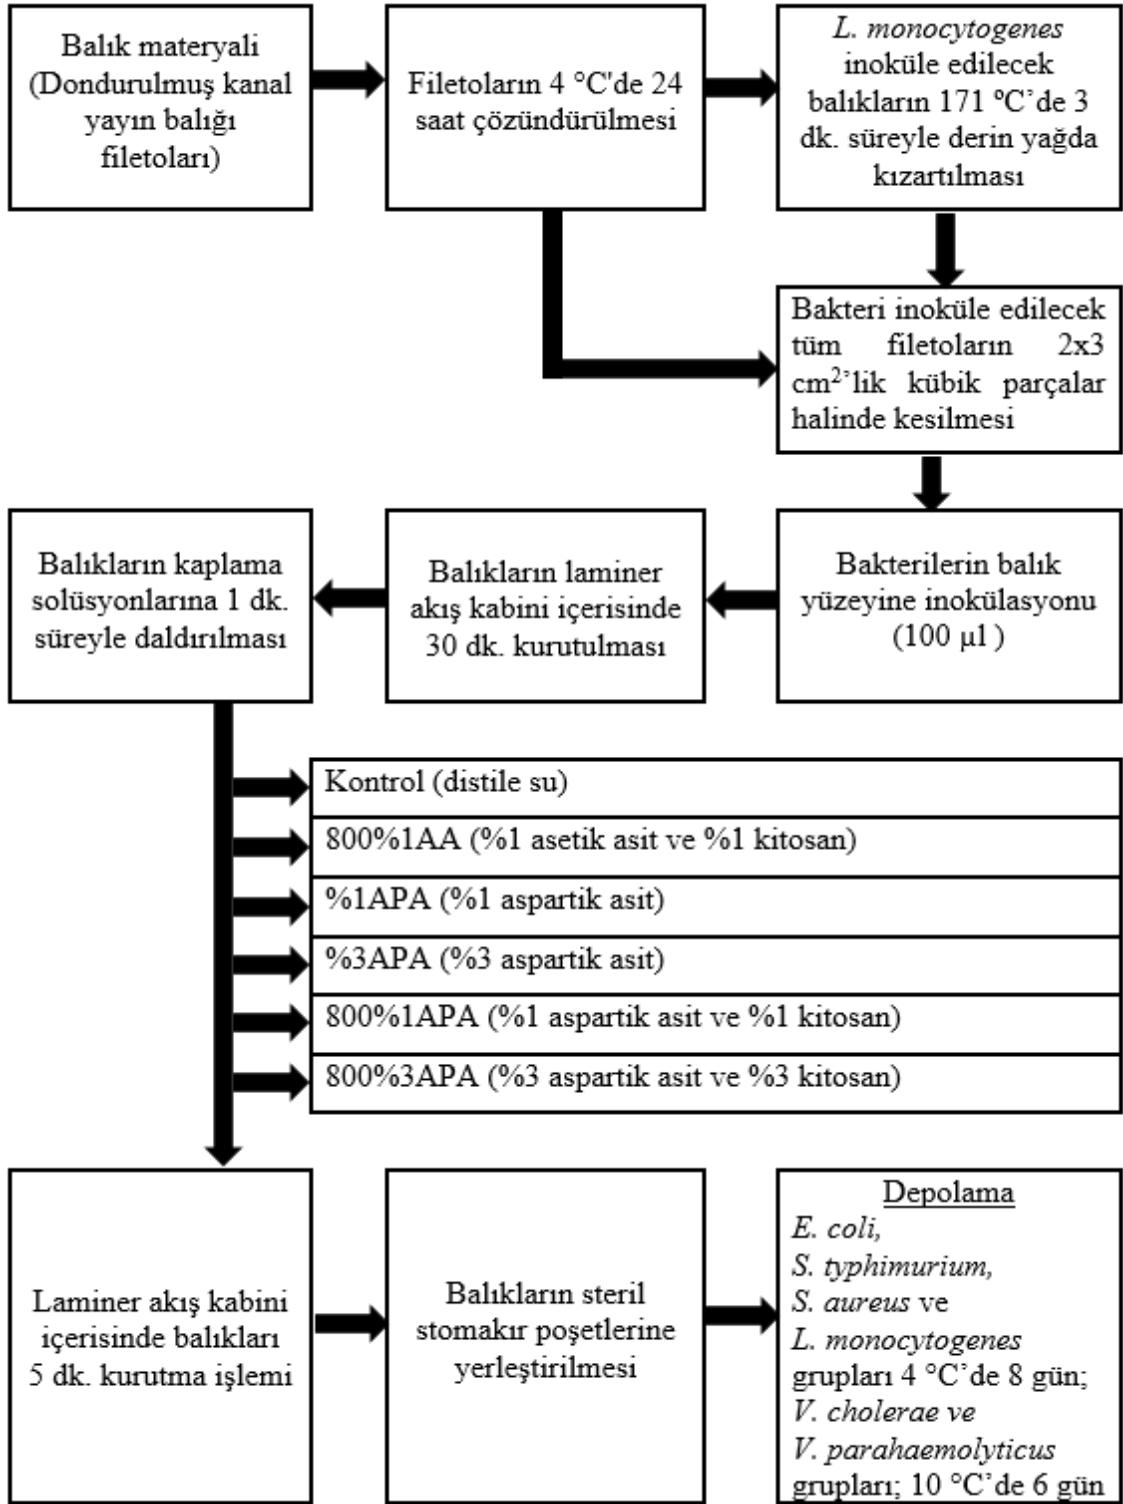 Balık materyali
(Dondurulmuş kanal
yayın balığı
filetoları)
Filetoların 4 °C'de 24
saat çözündürülmesi
L. monocytogenes
inoküle edilecek
balıkların 171 ºC’de 3
dk. süreyle derin yağda
kızartılması
Bakteri inoküle edilecek
tüm filetoların 2x3
cm²’lik kübik parçalar
halinde kesilmesi
Bakterilerin balık
yüzeyine inokülasyonu
(100 µl )
Balıkların laminer
akış kabini içerisinde
30 dk. kurutulması
Balıkların kaplama
solüsyonlarına 1 dk.
süreyle daldırılması
Kontrol (distile su)
800%1AA (%1 asetik asit ve %1 kitosan)
%1APA (%1 aspartik asit)
%3APA (%3 aspartik asit)
800%1APA (%1 aspartik asit ve %1 kitosan)
800%3APA (%3 aspartik asit ve %3 kitosan)
Laminer akış kabini
içerisinde balıkları
5 dk. kurutma işlemi
Balıkların steril
stomakır poşetlerine
yerleştirilmesi
Depolama
E. coli,
S. typhimurium,
S. aureus ve
L. monocytogenes
grupları 4 °C’de 8 gün;
V. cholerae ve
V. parahaemolyticus
grupları; 10 °C’de 6 gün